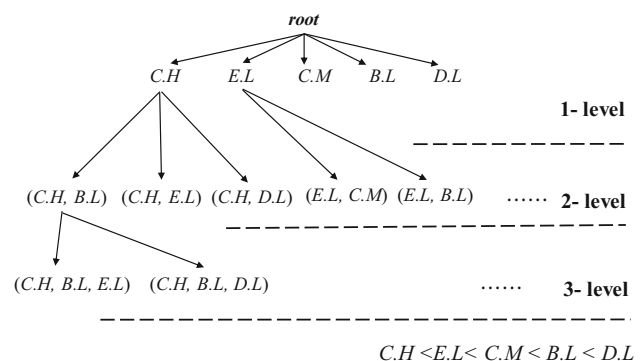 root
C.H E.L C.M B.L D.L
1- level
(C.H, B.L) (C.H, E.L) (C.H, D.L) (E.L, C.M) (E.L, B.L) ...... 2- level
(C.H, B.L, E.L) (C.H, B.L, D.L) ...... 3- level
C.H <E.L< C.M < B.L < D.L